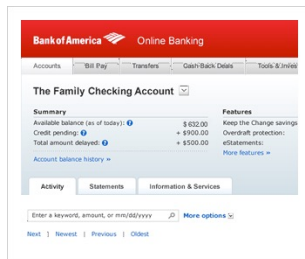 Bank of America Online Banking
Accounts Bill Pay Transfers Cash Back Deals Tools &
The Family Checking Account
Summary Features
Available balance (as of today): $632.00 Keep the Change savings
Credit pending: + $900.00 Overdraft protection:
Total amount delayed: + $500.00 eStatements:
More features »
Account balance history »
Activity Statements Information & Services
Enter a keyword, amount, or mm/dd/yyyy More options
Next | Newest | Previous | Oldest